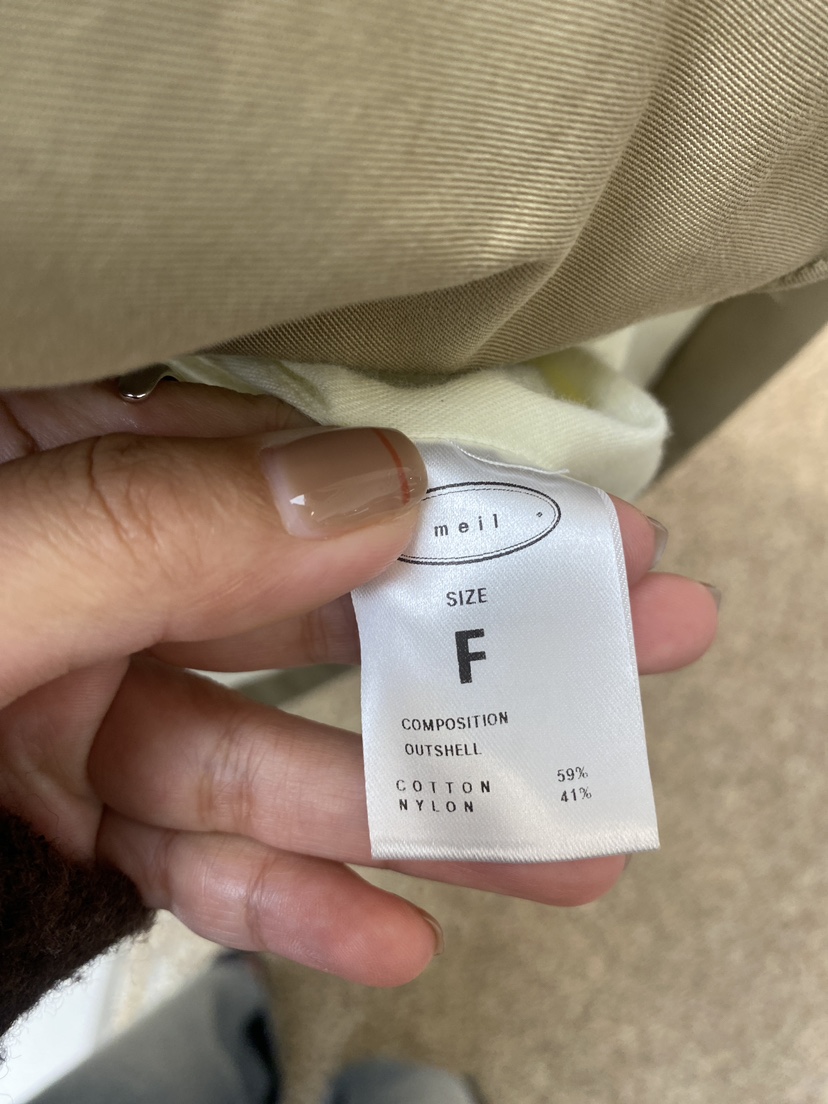 meil
SIZE
F
COMPOSITION
OUTSHELL
COTTON 59%
NYLON 41%